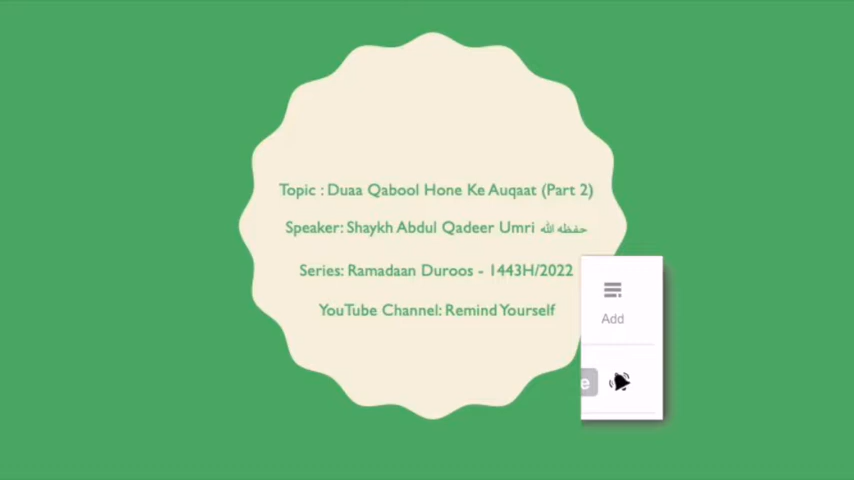 Topic : Duaa Qabool Hone Ke Auqaat (Part 2)
Speaker: Shaykh Abdul Qadeer Umri حفظه الله
Series: Ramadaan Duroos - 1443H/2022
YouTube Channel: Remind Yourself
Add
e